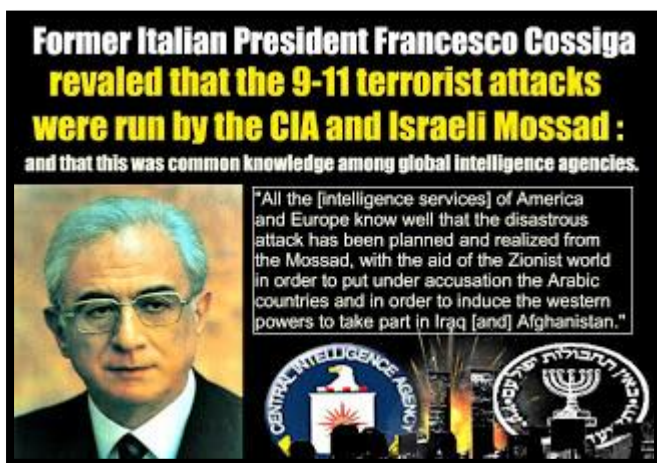 Former Italian President Francesco Cossiga
revaled that the 9-11 terrorist attacks
were run by the CIA and Israeli Mossad :
and that this was common knowledge among global intelligence agencies.
"All the [intelligence services] of America
and Europe know well that the disastrous
attack has been planned and realized from
the Mossad, with the aid of the Zionist world
in order to put under accusation the Arabic
countries and in order to induce the western
powers to take part in Iraq [and] Afghanistan."
CENTRAL INTELLIGENCE AGENCY